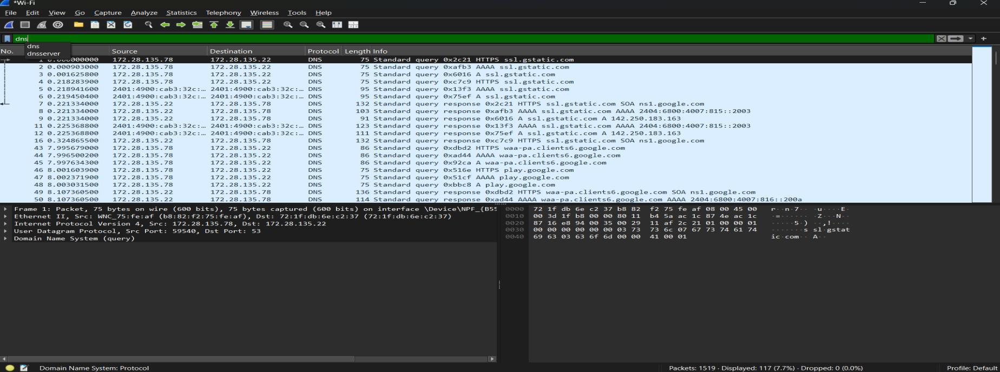 *Wi-Fi
File Edit View Go Capture Analyze Statistics Telephony Wireless Tools Help
dns
dns
dnsserver
No. Source Destination Protocol Length Info
1 0.000000000 172.28.135.78 172.28.135.22 DNS 75 Standard query 0x2c21 HTTPS ssl.gstatic.com
2 0.000903000 172.28.135.78 172.28.135.22 DNS 75 Standard query 0xafb3 AAAA ssl.gstatic.com
3 0.001625800 172.28.135.78 172.28.135.22 DNS 75 Standard query 0x6016 A ssl.gstatic.com
4 0.218283900 172.28.135.78 172.28.135.22 DNS 75 Standard query 0xc7c9 HTTPS ssl.gstatic.com
5 0.218941600 2401:4900:cab3:32c:… 2401:4900:cab3:32c:… DNS 95 Standard query 0x13f3 AAAA ssl.gstatic.com
6 0.219450400 2401:4900:cab3:32c:… 2401:4900:cab3:32c:… DNS 95 Standard query 0x75ef A ssl.gstatic.com
7 0.221334000 172.28.135.22 172.28.135.78 DNS 132 Standard query response 0x2c21 HTTPS ssl.gstatic.com SOA ns1.google.com
8 0.221334000 172.28.135.22 172.28.135.78 DNS 103 Standard query response 0xafb3 AAAA ssl.gstatic.com AAAA 2404:6800:4007:815::2003
9 0.221334000 172.28.135.22 172.28.135.78 DNS 91 Standard query response 0x6016 A ssl.gstatic.com A 142.250.183.163
11 0.225368800 2401:4900:cab3:32c:… 2401:4900:cab3:32c:… DNS 123 Standard query response 0x13f3 AAAA ssl.gstatic.com AAAA 2404:6800:4007:815::2003
12 0.225368800 2401:4900:cab3:32c:… 2401:4900:cab3:32c:… DNS 111 Standard query response 0x75ef A ssl.gstatic.com A 142.250.183.163
16 0.324865500 172.28.135.22 172.28.135.78 DNS 132 Standard query response 0xc7c9 HTTPS ssl.gstatic.com SOA ns1.google.com
43 7.995679000 172.28.135.78 172.28.135.22 DNS 86 Standard query 0xdbd2 HTTPS waa-pa.clients6.google.com
44 7.996500200 172.28.135.78 172.28.135.22 DNS 86 Standard query 0xad44 AAAA waa-pa.clients6.google.com
45 7.997634300 172.28.135.78 172.28.135.22 DNS 86 Standard query 0x92ca A waa-pa.clients6.google.com
46 8.001603900 172.28.135.78 172.28.135.22 DNS 75 Standard query 0x516e HTTPS play.google.com
47 8.002371900 172.28.135.78 172.28.135.22 DNS 75 Standard query 0x51cf AAAA play.google.com
48 8.003031500 172.28.135.78 172.28.135.22 DNS 75 Standard query 0xbbc8 A play.google.com
49 8.107360500 172.28.135.22 172.28.135.78 DNS 136 Standard query response 0xdbd2 HTTPS waa-pa.clients6.google.com SOA ns1.google.com
50 8.107360500 172.28.135.22 172.28.135.78 DNS 114 Standard query response 0xad44 AAAA waa-pa.clients6.google.com AAAA 2404:6800:4007:816::200a
Frame 1: Packet, 75 bytes on wire (600 bits), 75 bytes captured (600 bits) on interface \Device\NPF_{B55
Ethernet II, Src: WNC_75:fe:af (b8:82:f2:75:fe:af), Dst: 72:1f:db:6e:c2:37 (72:1f:db:6e:c2:37)
Internet Protocol Version 4, Src: 172.28.135.78, Dst: 172.28.135.22
User Datagram Protocol, Src Port: 59540, Dst Port: 53
Domain Name System (query)
0000 72 1f db 6e c2 37 b8 82 f2 75 fe af 08 00 45 00 r··n·7·· ·u····E·
0010 00 3d 1f b8 00 00 80 11 b4 5a ac 1c 87 4e ac 1c ·=······ ·Z···N··
0020 87 16 e8 94 00 35 00 29 11 af 2c 21 01 00 00 01 ·····5·) ··,!····
0030 00 00 00 00 00 00 03 73 73 6c 07 67 73 74 61 74 ·······s sl·gstat
0040 69 63 03 63 6f 6d 00 00 41 00 01 ic·com·· A··
Domain Name System: Protocol
Packets: 1519 · Displayed: 117 (7.7%) · Dropped: 0 (0.0%)
Profile: Default